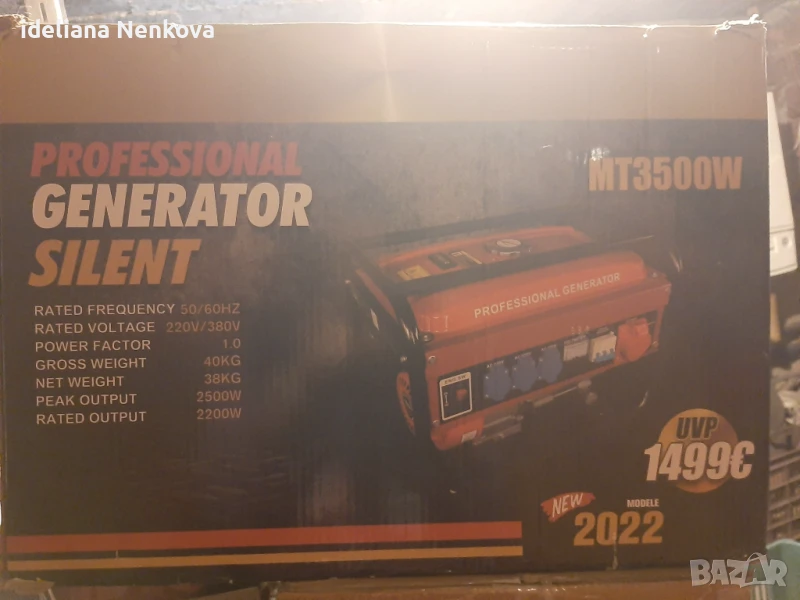 Ideliana Nenkova
PROFESSIONAL
GENERATOR
SILENT
MT3500W
RATED FREQUENCY 50/60HZ
RATED VOLTAGE 220V/380V
POWER FACTOR 1.0
GROSS WEIGHT 40KG
NET WEIGHT 38KG
PEAK OUTPUT 2500W
RATED OUTPUT 2200W
PROFESSIONAL GENERATOR
UVP
1499€
NEW
MODELE
2022
BAZAR